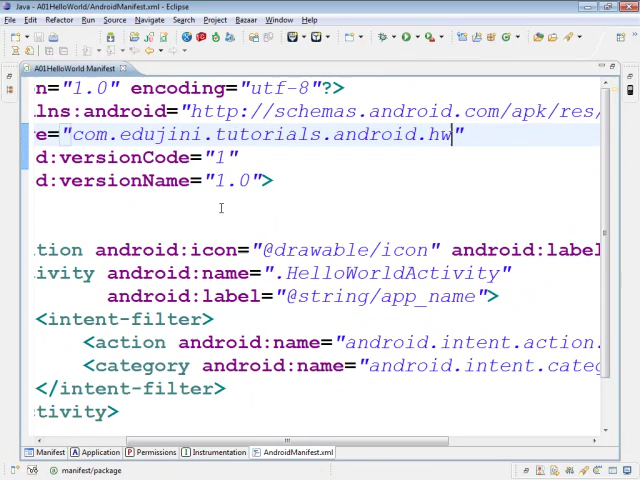 Java - A01HelloWorld/AndroidManifest.xml - Eclipse
File Edit Refactor Run Source Navigate Search Project Window Help
A01HelloWorld Manifest
on="1.0" encoding="utf-8"?>
lns:android="http://schemas.android.com/apk/res/
e="com.edujini.tutorials.android.hw"
d:versionCode="1"
d:versionName="1.0">
tion android:icon="@drawable/icon" android:label
ivity android:name=".HelloWorldActivity"
android:label="@string/app_name">
<intent-filter>
<action android:name="android.intent.action.
<category android:name="android.intent.categ
</intent-filter>
tivity>
Manifest Application Permissions Instrumentation AndroidManifest.xml
manifest/package